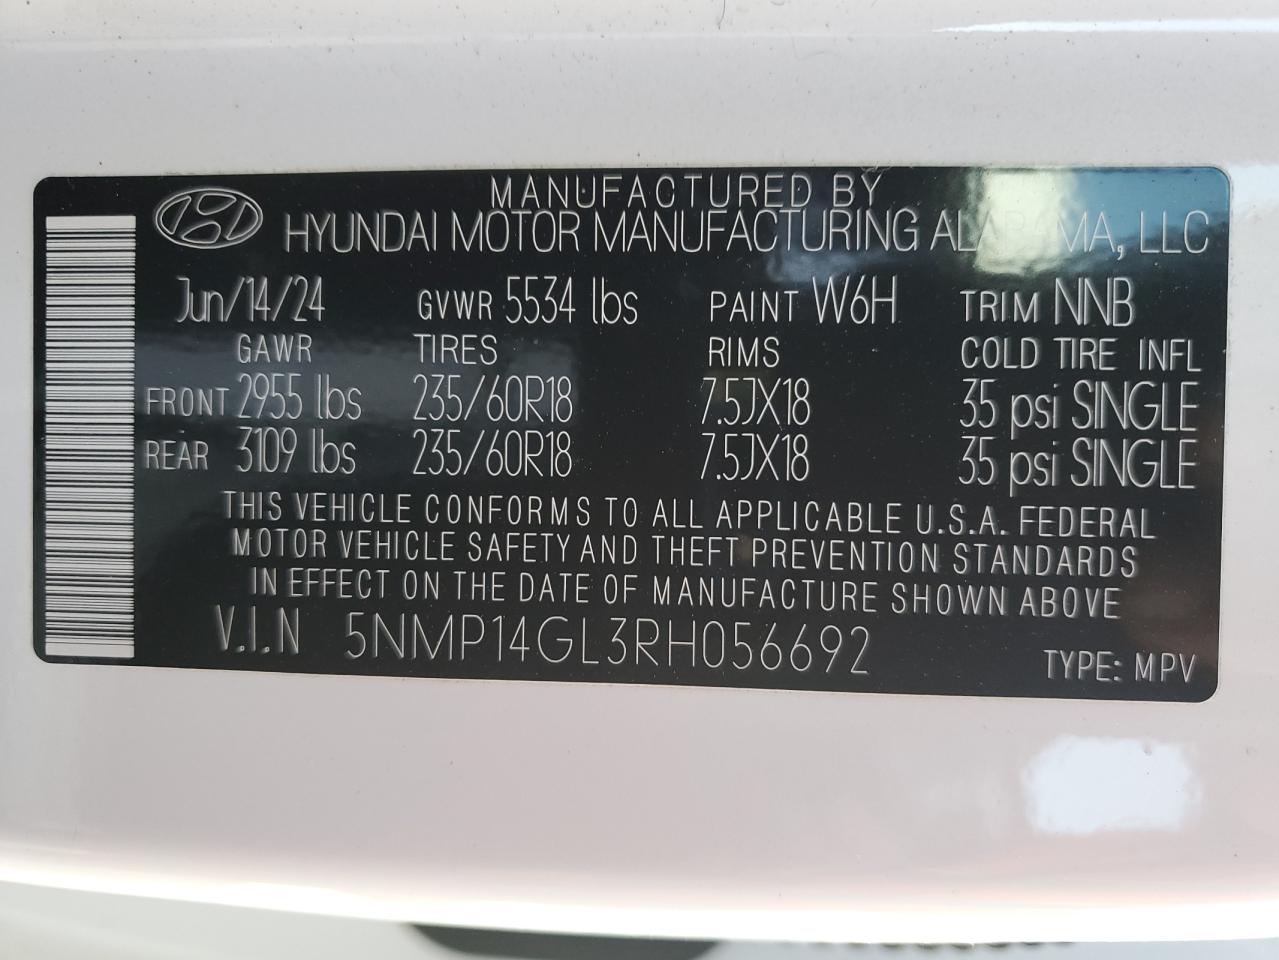 MANUFACTURED BY
HYUNDAI MOTOR MANUFACTURING ALABAMA, LLC
Jun/14/24 GVWR 5534 lbs PAINT W6H TRIM NNB
GAWR TIRES RIMS COLD TIRE INFL
FRONT 2955 lbs 235/60R18 7.5JX18 35 psi SINGLE
REAR 3109 lbs 235/60R18 7.5JX18 35 psi SINGLE
THIS VEHICLE CONFORMS TO ALL APPLICABLE U.S.A. FEDERAL
MOTOR VEHICLE SAFETY AND THEFT PREVENTION STANDARDS
IN EFFECT ON THE DATE OF MANUFACTURE SHOWN ABOVE
V.I.N 5NMP14GL3RH056692
TYPE: MPV